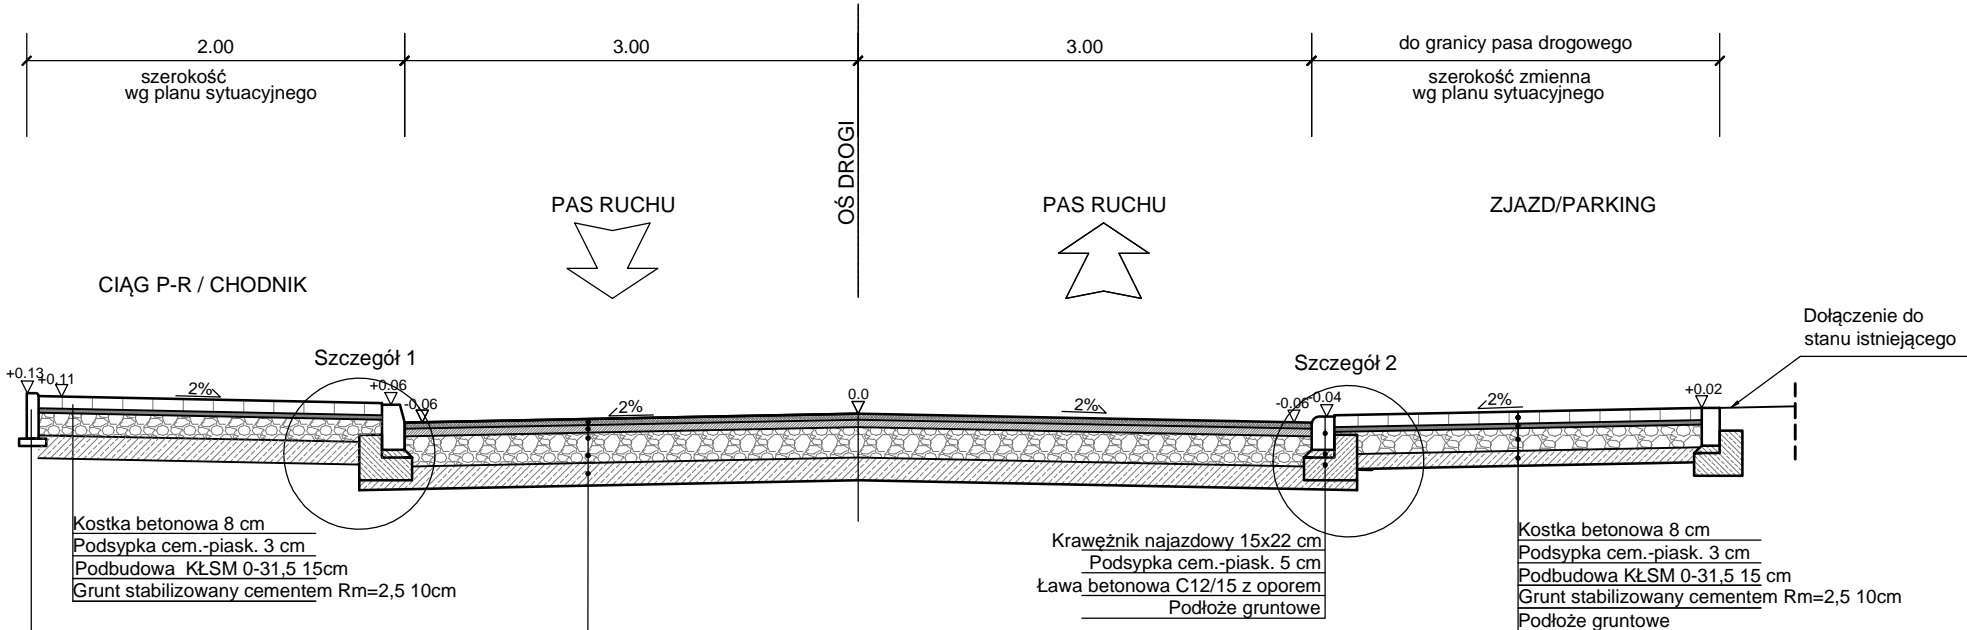 2.00
3.00
3.00
do granicy pasa drogowego
szerokość
wg planu sytuacyjnego
szerokość zmienna
wg planu sytuacyjnego
OŚ DROGI
PAS RUCHU
PAS RUCHU
ZJAZD/PARKING
CIĄG P-R / CHODNIK
Dołączenie do
stanu istniejącego
Szczegół 1
Szczegół 2
+0.13
+0.11
2%
+0.06
-0.06
2%
0.0
2%
-0.06
-0.04
2%
+0.02
Kostka betonowa 8 cm
Podsypka cem.-piask. 3 cm
Podbudowa KŁSM 0-31,5 15cm
Grunt stabilizowany cementem Rm=2,5 10cm
Krawężnik najazdowy 15x22 cm
Podsypka cem.-piask. 5 cm
Ława betonowa C12/15 z oporem
Podłoże gruntowe
Kostka betonowa 8 cm
Podsypka cem.-piask. 3 cm
Podbudowa KŁSM 0-31,5 15 cm
Grunt stabilizowany cementem Rm=2,5 10cm
Podłoże gruntowe